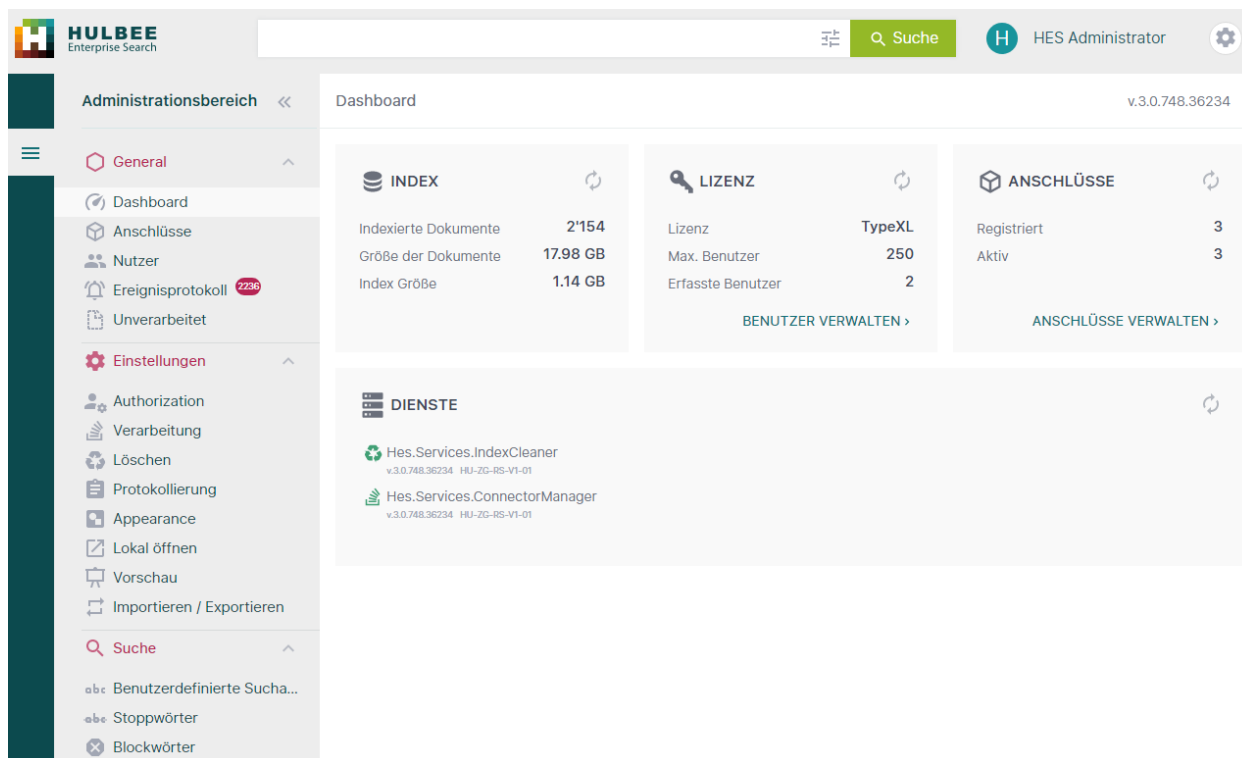 HULBEE
Enterprise Search
Suche
H
HES Administrator
Administrationsbereich
Dashboard
v.3.0.748.36234
General
Dashboard
Anschlüsse
Nutzer
Ereignisprotokoll 2236
Unverarbeitet
Einstellungen
Authorization
Verarbeitung
Löschen
Protokollierung
Appearance
Lokal öffnen
Vorschau
Importieren / Exportieren
Suche
abc Benutzerdefinierte Sucha...
abc Stoppwörter
Blockwörter
INDEX
Indexierte Dokumente 2'154
Größe der Dokumente 17.98 GB
Index Größe 1.14 GB
LIZENZ
Lizenz TypeXL
Max. Benutzer 250
Erfasste Benutzer 2
BENUTZER VERWALTEN ›
ANSCHLÜSSE
Registriert 3
Aktiv 3
ANSCHLÜSSE VERWALTEN ›
DIENSTE
Hes.Services.IndexCleaner
v.3.0.748.36234 HU-ZG-RS-V1-01
Hes.Services.ConnectorManager
v.3.0.748.36234 HU-ZG-RS-V1-01